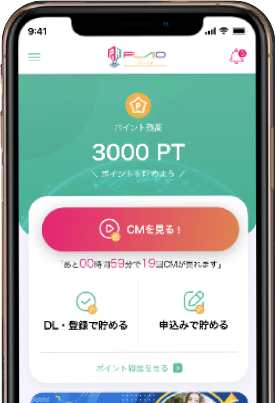 9:41
PLAIO
ポイント残高
3000 PT
＼ ポイントを貯めよう ／
CMを見る！
「あと00時間59分で19回CMが見れます」
DL・登録で貯める
申込みで貯める
ポイント履歴を見る